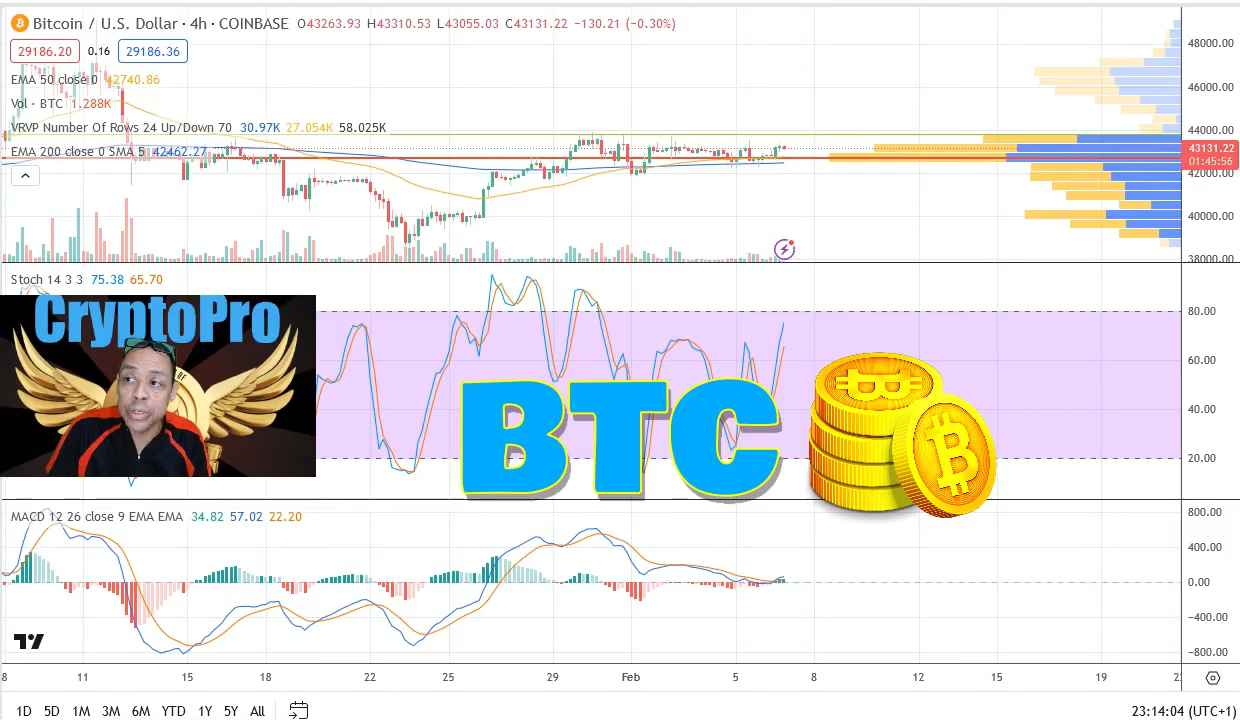 Bitcoin / U.S. Dollar · 4h · COINBASE O43263.93 H43310.53 L43055.03 C43131.22 −130.21 (−0.30%)
29186.20 0.16 29186.36
EMA 50 close 0 42740.86
Vol · BTC 1.288K
VRVP Number Of Rows 24 Up/Down 70 30.97K 27.054K 58.025K
EMA 200 close 0 SMA 5 42462.27
48000.00
46000.00
44000.00
43131.22
01:45:56
42000.00
40000.00
38000.00
Stoch 14 3 3 75.38 65.70
80.00
60.00
40.00
20.00
CryptoPro
OF
BTC
MACD 12 26 close 9 EMA EMA 34.82 57.02 22.20
800.00
400.00
0.00
−400.00
−800.00
8 11 15 18 22 25 29 Feb 5 8 12 15 19
1D 5D 1M 3M 6M YTD 1Y 5Y All 23:14:04 (UTC+1)